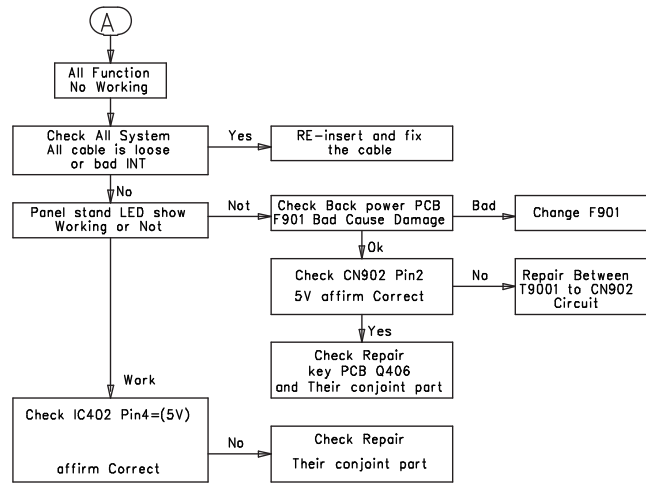 A
All Function
No Working
Check All System
All cable is loose
or bad INT
Yes
RE-insert and fix
the cable
No
Panel stand LED show
Working or Not
Not
Check Back power PCB
F901 Bad Cause Damage
Bad
Change F901
Ok
Check CN902 Pin2
5V affirm Correct
No
Repair Between
T9001 to CN902
Circuit
Yes
Check Repair
key PCB Q406
and Their conjoint part
Work
Check IC402 Pin4=(5V)
affirm Correct
No
Check Repair
Their conjoint part